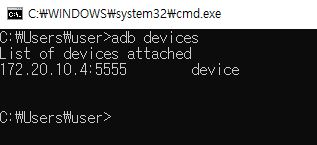 C:₩WINDOWS₩system32₩cmd.exe
C:₩Users₩user>adb devices
List of devices attached
172.20.10.4:5555        device
C:₩Users₩user>